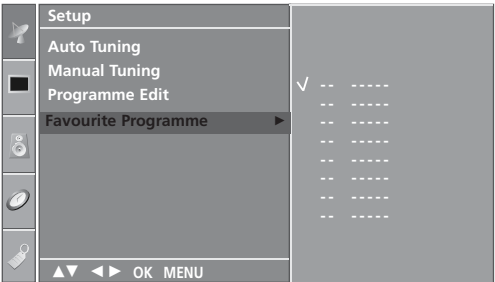 Setup
Auto Tuning
Manual Tuning
Programme Edit
Favourite Programme ►
√ -- -----
-- -----
-- -----
-- -----
-- -----
-- -----
-- -----
-- -----
▲▼ ◄► OK MENU